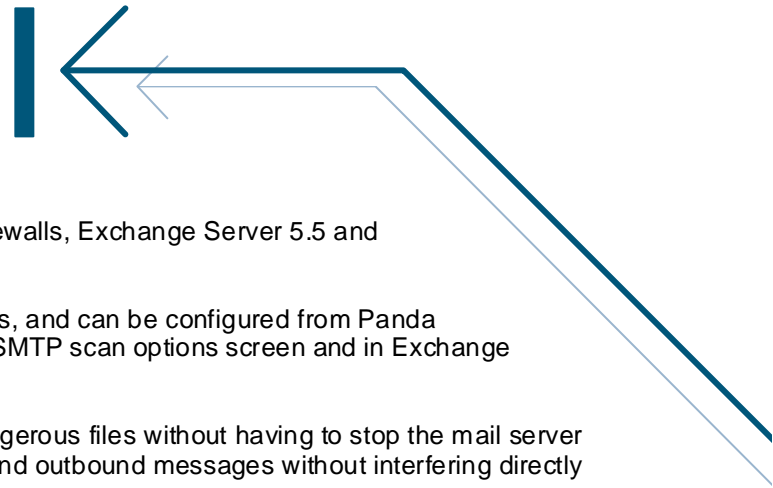 ewalls, Exchange Server 5.5 and
s, and can be configured from Panda
SMTP scan options screen and in Exchange
gerous files without having to stop the mail server
nd outbound messages without interfering directly